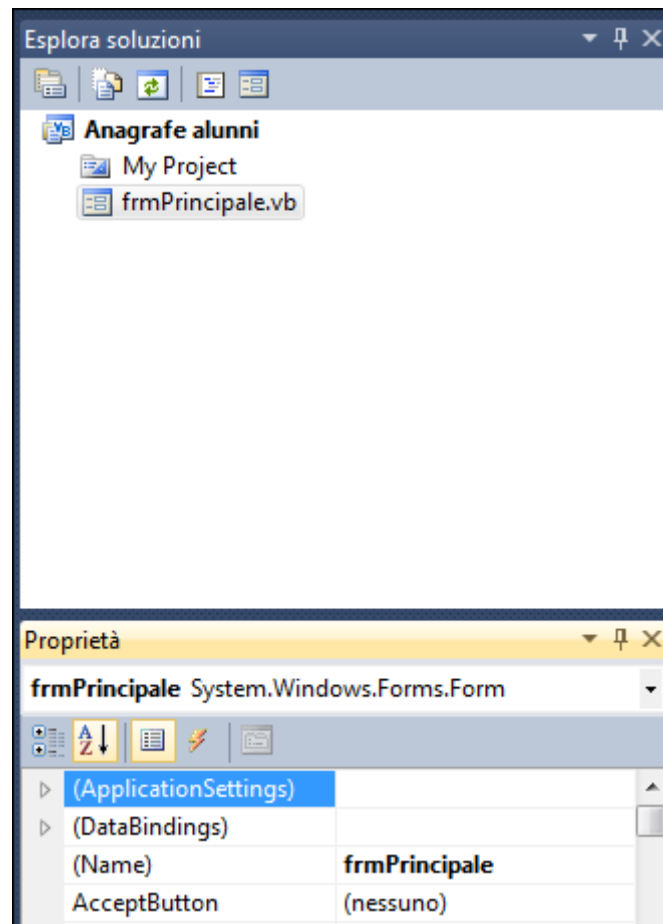 Esplora soluzioni
Anagrafe alunni
My Project
frmPrincipale.vb
Proprietà
frmPrincipale System.Windows.Forms.Form
(ApplicationSettings)
(DataBindings)
(Name) frmPrincipale
AcceptButton (nessuno)